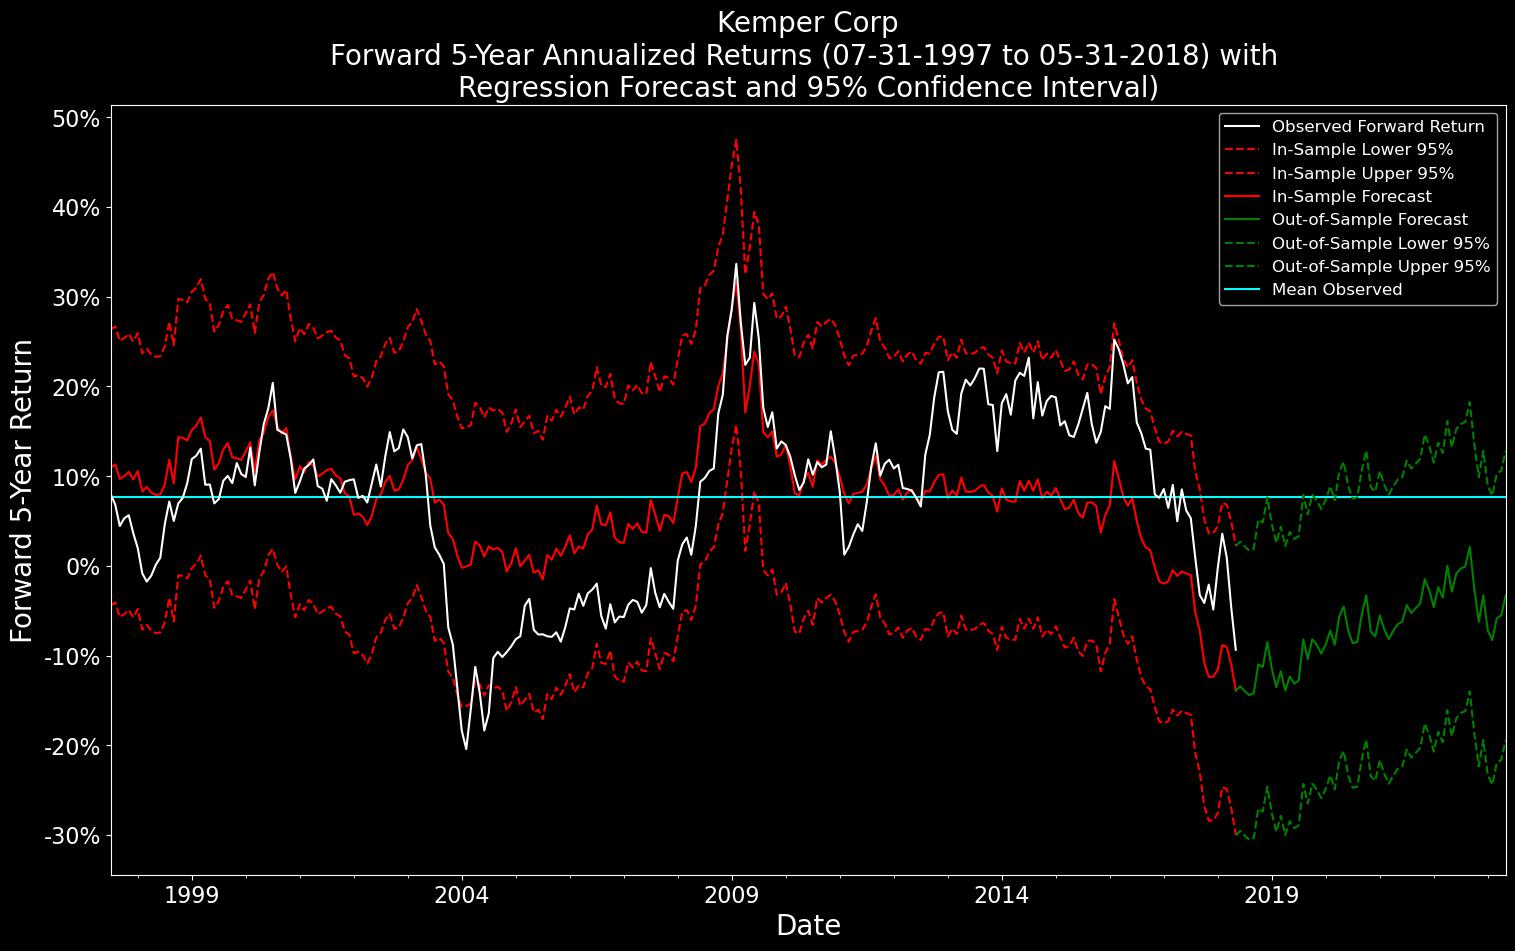 Kemper Corp
Forward 5-Year Annualized Returns (07-31-1997 to 05-31-2018) with
Regression Forecast and 95% Confidence Interval)
50%
40%
30%
20%
10%
0%
-10%
-20%
-30%
Forward 5-Year Return
Observed Forward Return
In-Sample Lower 95%
In-Sample Upper 95%
In-Sample Forecast
Out-of-Sample Forecast
Out-of-Sample Lower 95%
Out-of-Sample Upper 95%
Mean Observed
1999 2004 2009 2014 2019
Date